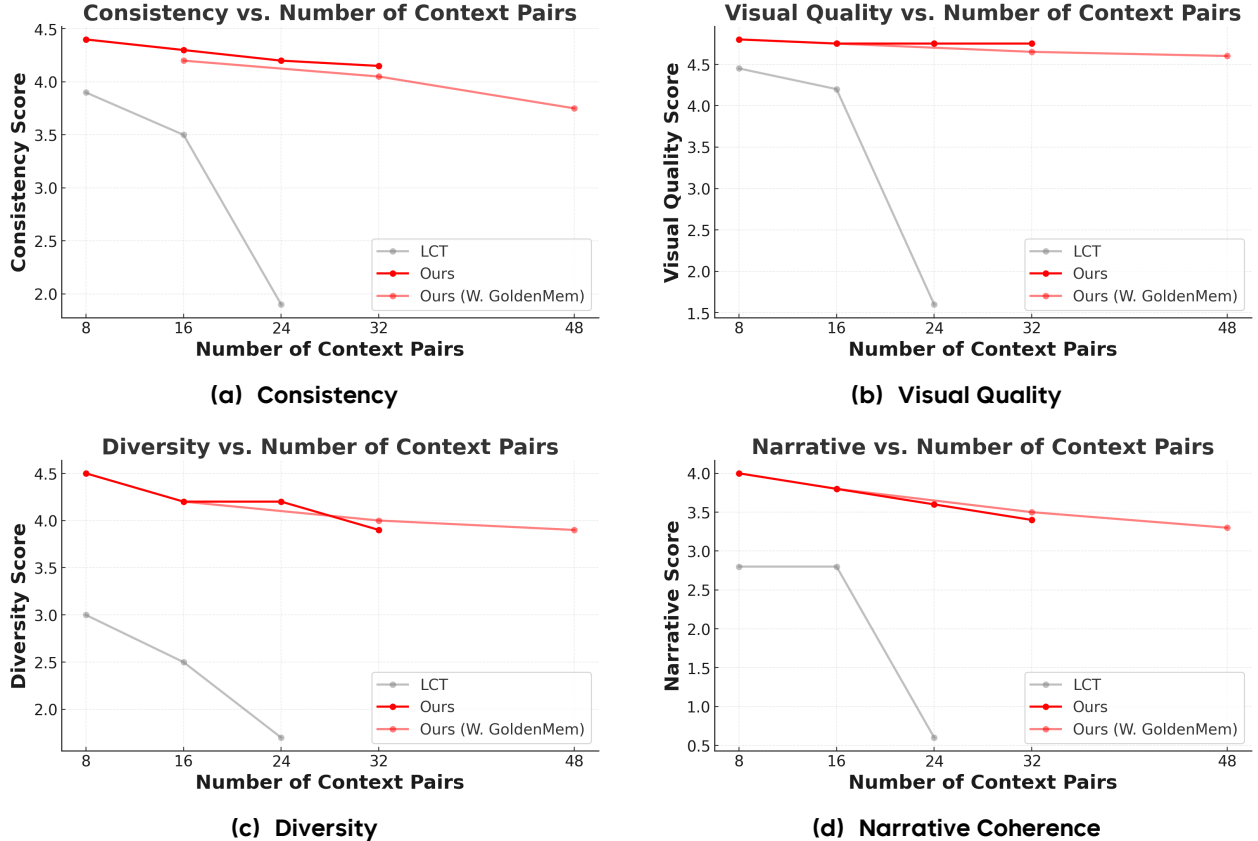 Consistency vs. Number of Context Pairs
4.5
4.0
3.5
3.0
2.5
2.0
Consistency Score
8
16
24
32
48
Number of Context Pairs
LCT
Ours
Ours (W. GoldenMem)
(a) Consistency
Visual Quality vs. Number of Context Pairs
4.5
4.0
3.5
3.0
2.5
2.0
1.5
Visual Quality Score
8
16
24
32
48
Number of Context Pairs
LCT
Ours
Ours (W. GoldenMem)
(b) Visual Quality
Diversity vs. Number of Context Pairs
4.5
4.0
3.5
3.0
2.5
2.0
Diversity Score
8
16
24
32
48
Number of Context Pairs
LCT
Ours
Ours (W. GoldenMem)
(c) Diversity
Narrative vs. Number of Context Pairs
4.0
3.5
3.0
2.5
2.0
1.5
1.0
0.5
Narrative Score
8
16
24
32
48
Number of Context Pairs
LCT
Ours
Ours (W. GoldenMem)
(d) Narrative Coherence